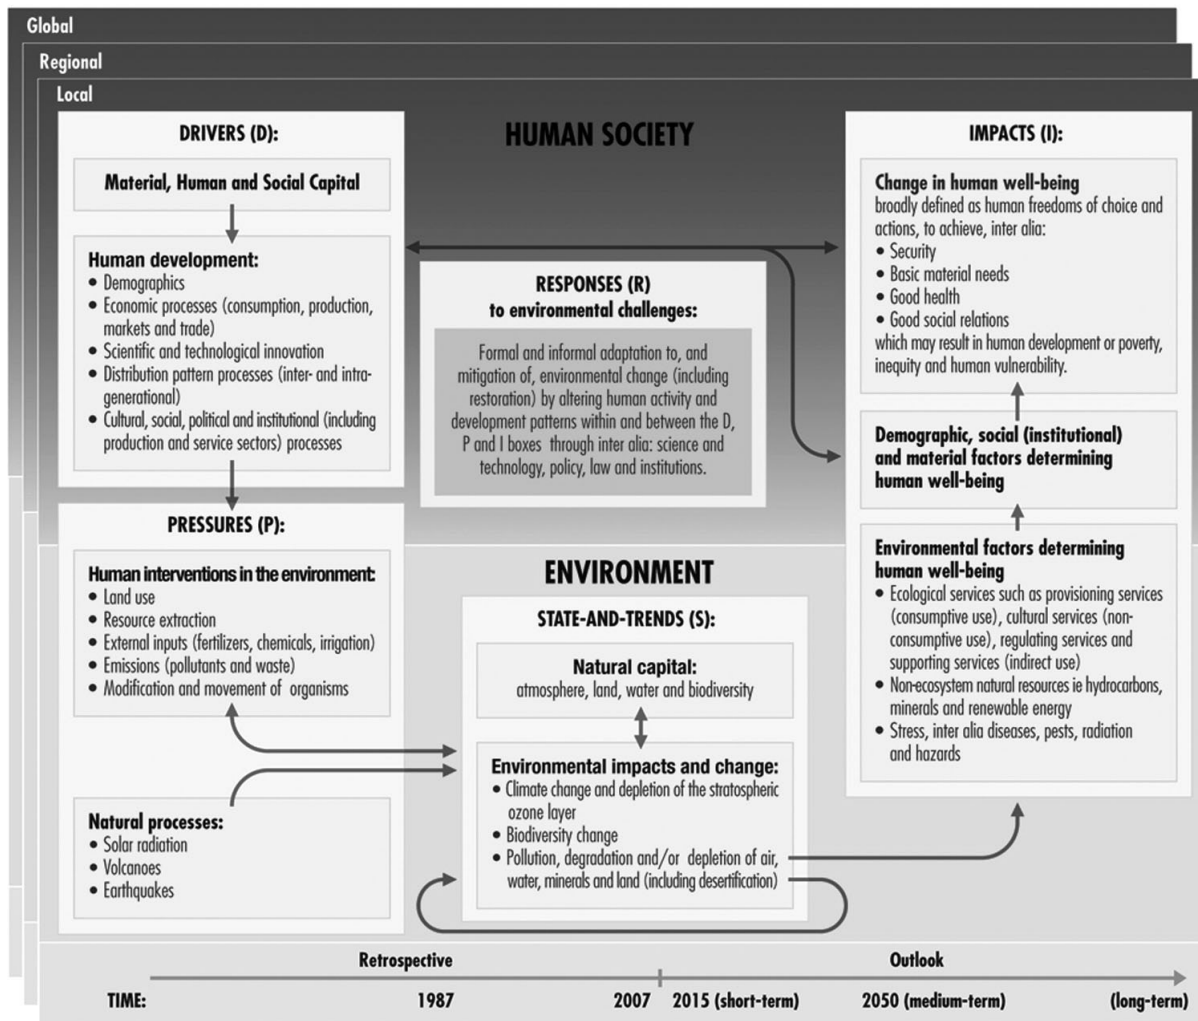 Global
Regional
Local
HUMAN SOCIETY
DRIVERS (D):
Material, Human and Social Capital
Human development:
• Demographics
• Economic processes (consumption, production,
markets and trade)
• Scientific and technological innovation
• Distribution pattern processes (inter- and intra-
generational)
• Cultural, social, political and institutional (including
production and service sectors) processes
PRESSURES (P):
Human interventions in the environment:
• Land use
• Resource extraction
• External inputs (fertilizers, chemicals, irrigation)
• Emissions (pollutants and waste)
• Modification and movement of organisms
Natural processes:
• Solar radiation
• Volcanoes
• Earthquakes
RESPONSES (R)
to environmental challenges:
Formal and informal adaptation to, and
mitigation of, environmental change (including
restoration) by altering human activity and
development patterns within and between the D,
P and I boxes through inter alia: science and
technology, policy, law and institutions.
ENVIRONMENT
STATE-AND-TRENDS (S):
Natural capital:
atmosphere, land, water and biodiversity
Environmental impacts and change:
• Climate change and depletion of the stratospheric
ozone layer
• Biodiversity change
• Pollution, degradation and/or depletion of air,
water, minerals and land (including desertification)
IMPACTS (I):
Change in human well-being
broadly defined as human freedoms of choice and
actions, to achieve, inter alia:
• Security
• Basic material needs
• Good health
• Good social relations
which may result in human development or poverty,
inequity and human vulnerability.
Demographic, social (institutional)
and material factors determining
human well-being
Environmental factors determining
human well-being
• Ecological services such as provisioning services
(consumptive use), cultural services (non-
consumptive use), regulating services and
supporting services (indirect use)
• Non-ecosystem natural resources ie hydrocarbons,
minerals and renewable energy
• Stress, inter alia diseases, pests, radiation
and hazards
Retrospective
Outlook
TIME:
1987
2007
2015 (short-term)
2050 (medium-term)
(long-term)